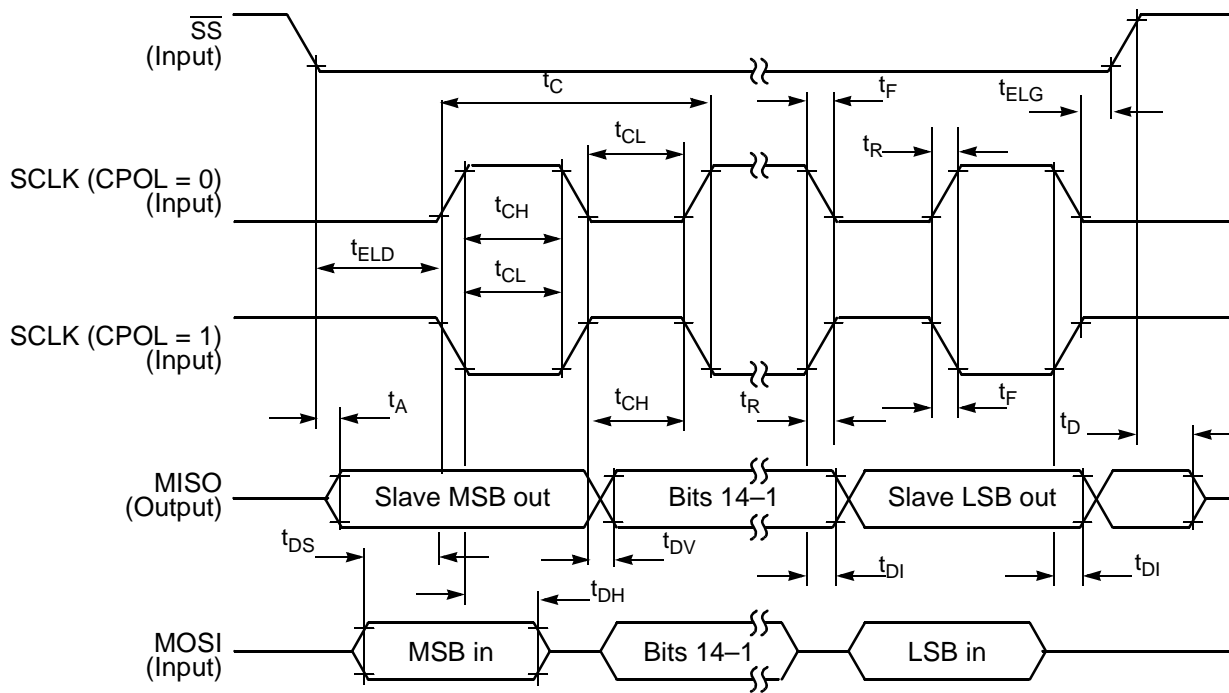 SS
(Input)
tC
tF
tELG
tCL
tR
SCLK (CPOL = 0)
(Input)
tCH
tELD
tCL
SCLK (CPOL = 1)
(Input)
tA
tCH
tR
tF
tD
MISO
(Output)
Slave MSB out
Bits 14–1
Slave LSB out
tDS
tDV
tDI
tDI
tDH
MOSI
(Input)
MSB in
Bits 14–1
LSB in